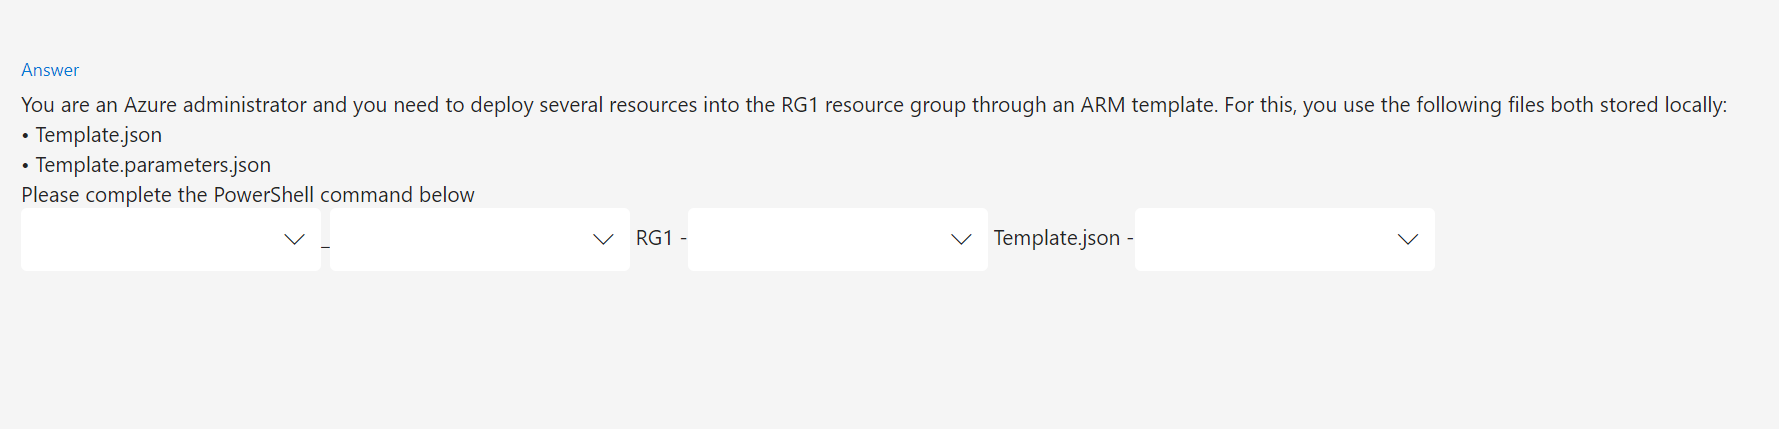 Answer
You are an Azure administrator and you need to deploy several resources into the RG1 resource group through an ARM template. For this, you use the following files both stored locally:
• Template.json
• Template.parameters.json
Please complete the PowerShell command below
_ RG1 - Template.json -